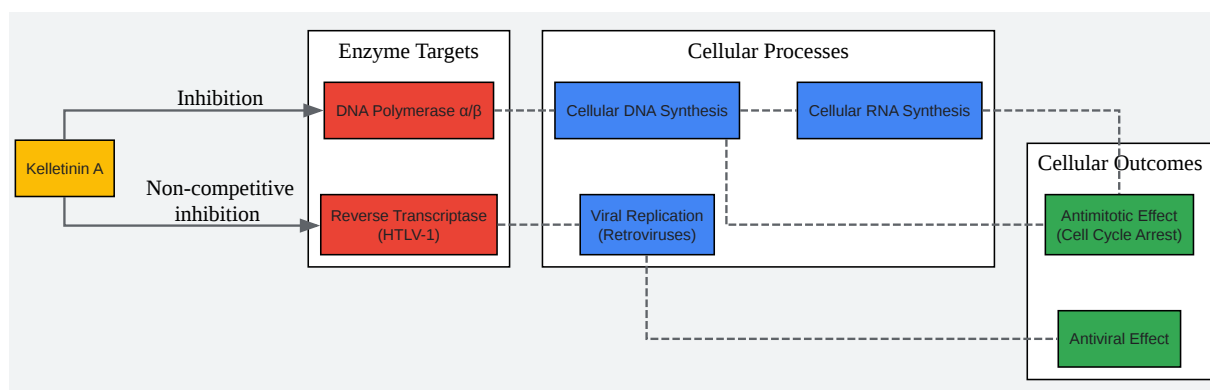 Enzyme Targets
Cellular Processes
Inhibition
DNA Polymerase α/β
Cellular DNA Synthesis
Cellular RNA Synthesis
Kelletinin A
Cellular Outcomes
Non-competitive
inhibition
Reverse Transcriptase
(HTLV-1)
Viral Replication
(Retroviruses)
Antimitotic Effect
(Cell Cycle Arrest)
Antiviral Effect